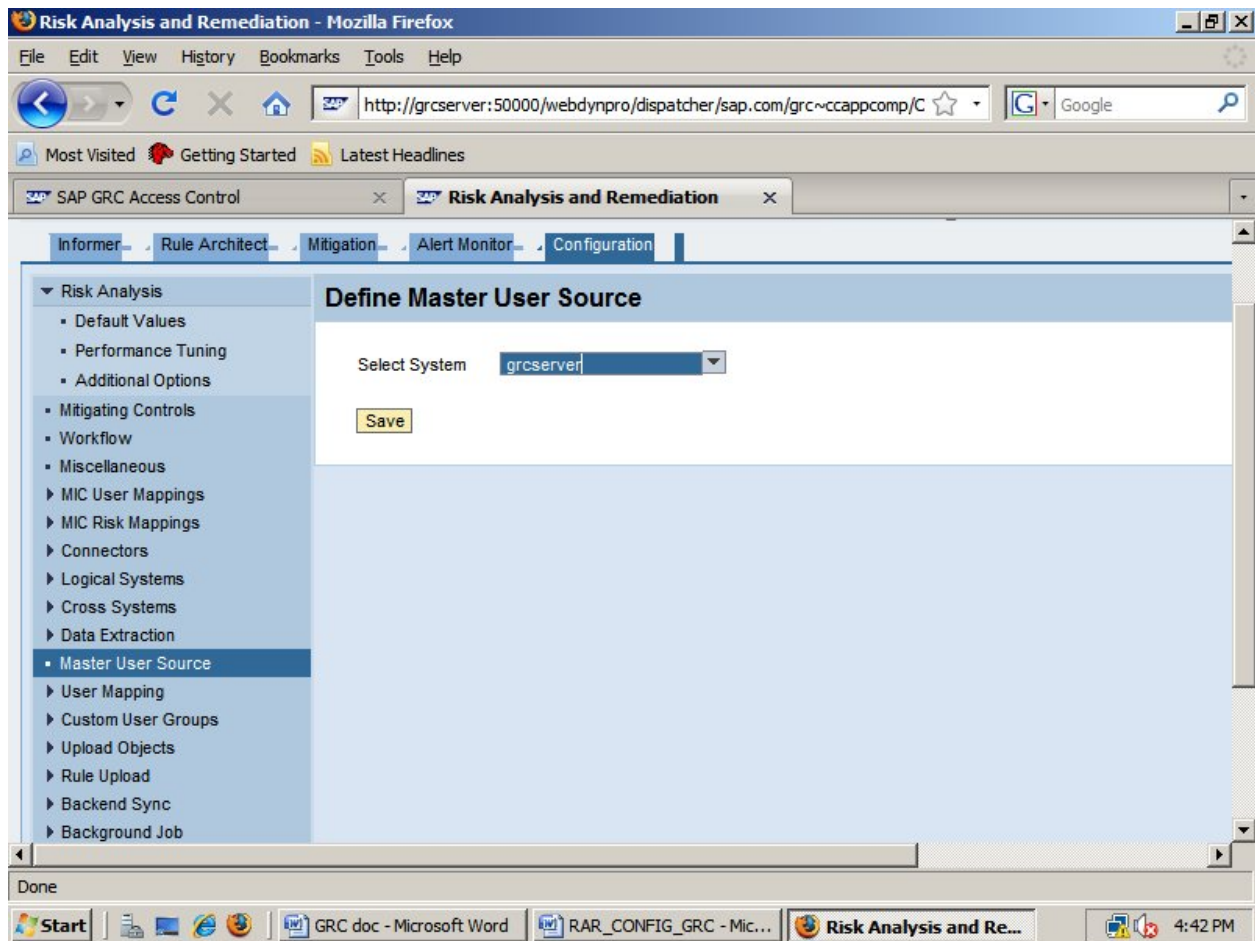 Risk Analysis and Remediation - Mozilla Firefox
File Edit View History Bookmarks Tools Help
http://grcserver:50000/webdynpro/dispatcher/sap.com/grc~ccappcomp/C
G Google
Most Visited Getting Started Latest Headlines
SAP GRC Access Control
Risk Analysis and Remediation
Informer Rule Architect Mitigation Alert Monitor Configuration
Risk Analysis
Default Values
Performance Tuning
Additional Options
Mitigating Controls
Workflow
Miscellaneous
MIC User Mappings
MIC Risk Mappings
Connectors
Logical Systems
Cross Systems
Data Extraction
Master User Source
User Mapping
Custom User Groups
Upload Objects
Rule Upload
Backend Sync
Background Job
Define Master User Source
Select System grcserver
Save
Done
Start GRC doc - Microsoft Word RAR_CONFIG_GRC - Mic... Risk Analysis and Re... 4:42 PM